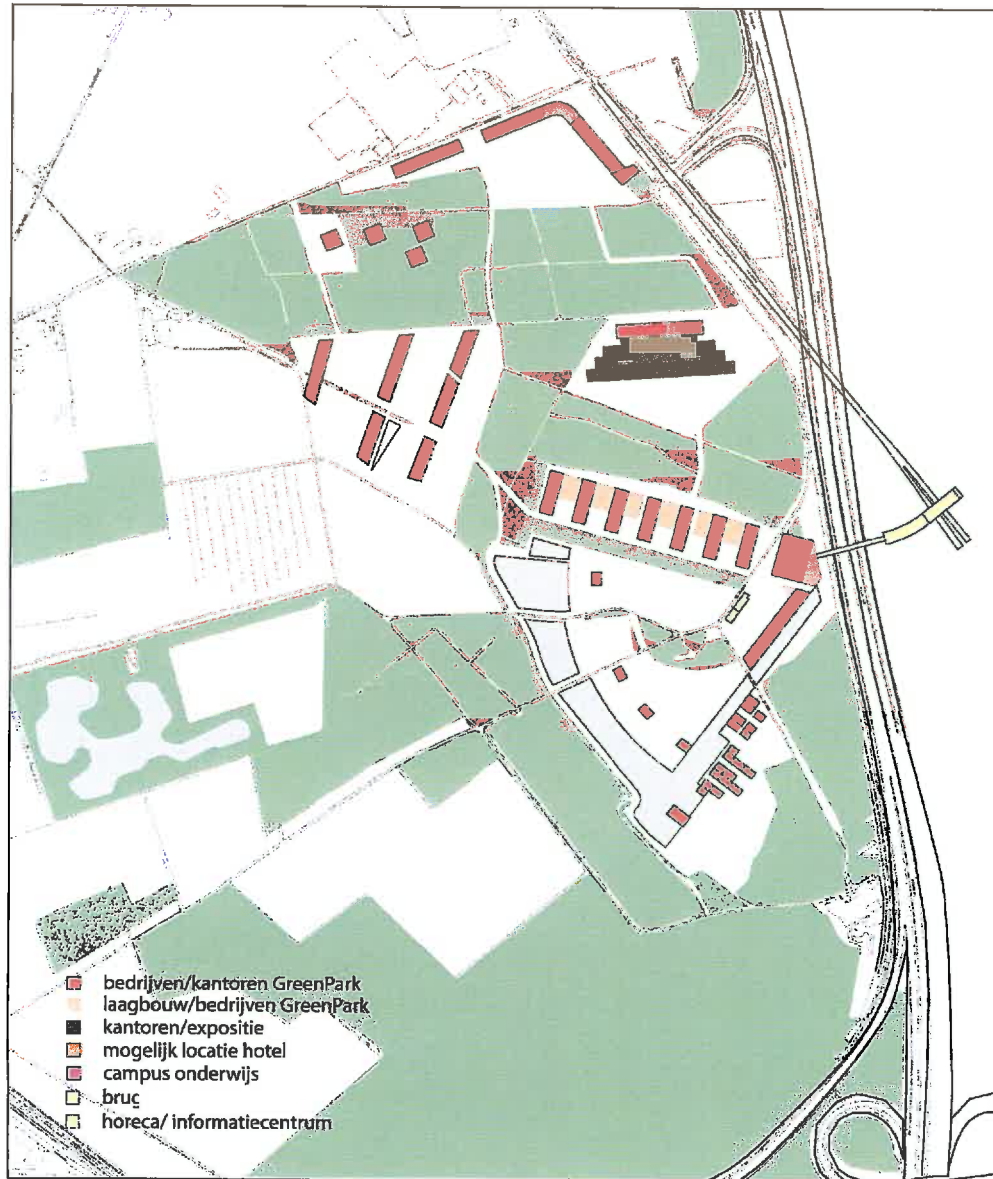 bedrijven/kantoren GreenPark
laagbouw/bedrijven GreenPark
kantoren/expositie
mogelijk locatie hotel
campus onderwijs
brug
horeca/ informatiecentrum